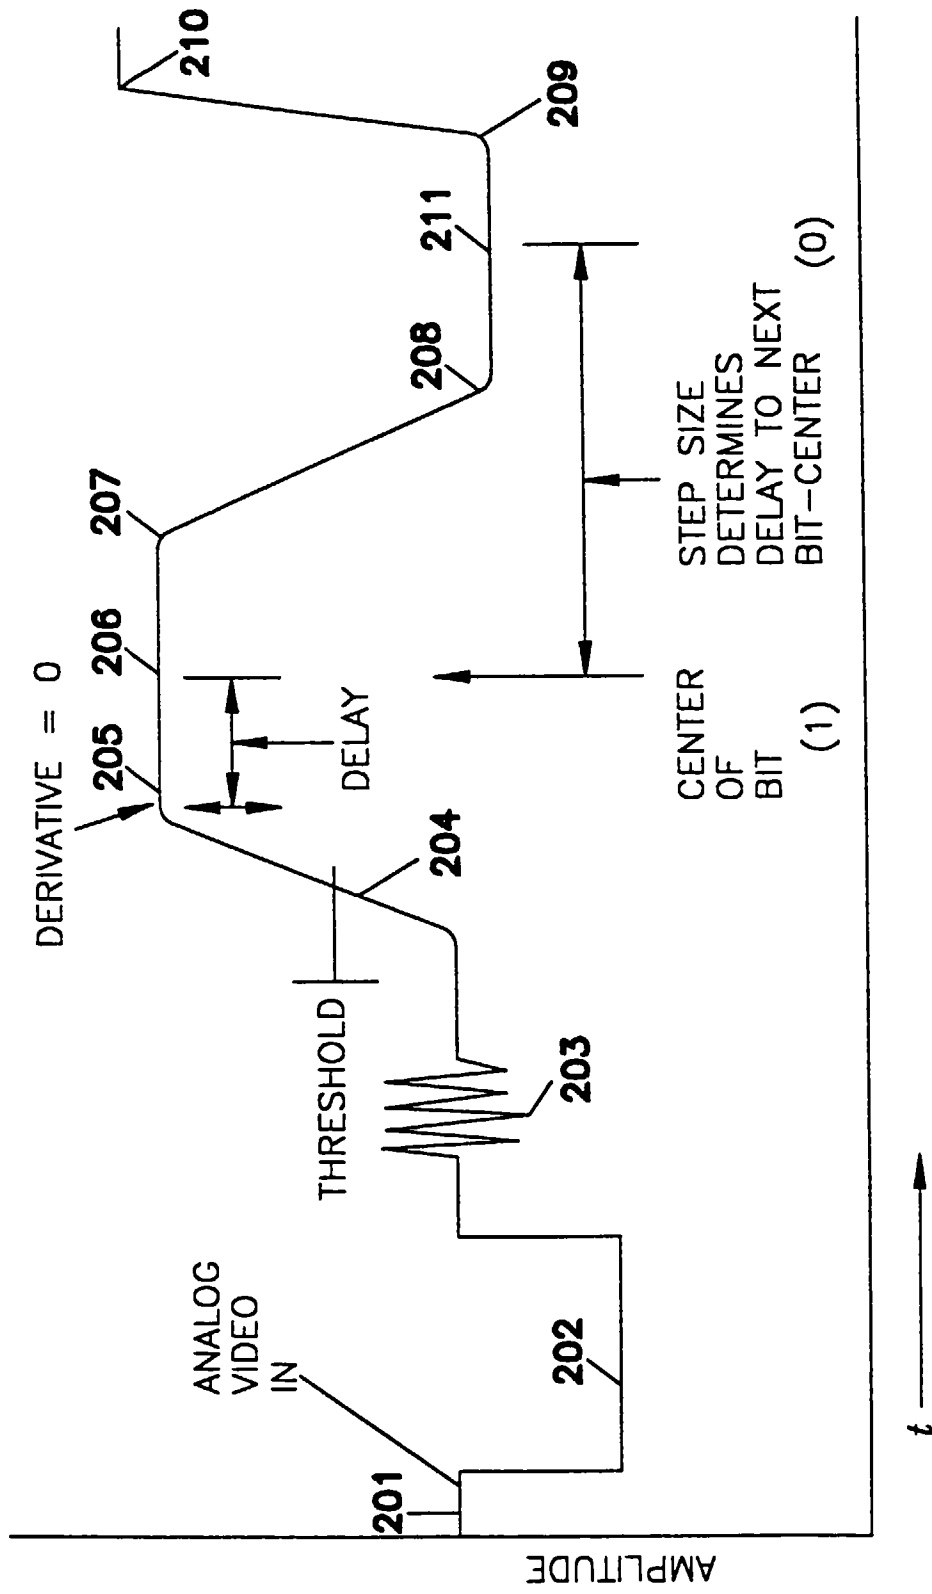 DERIVATIVE = 0
210
205
206
207
ANALOG
VIDEO
IN
THRESHOLD
DELAY
204
208
211
209
201
202
203
CENTER
OF
BIT
(1)
STEP SIZE
DETERMINES
DELAY TO NEXT
BIT-CENTER
(0)
AMPLITUDE
t